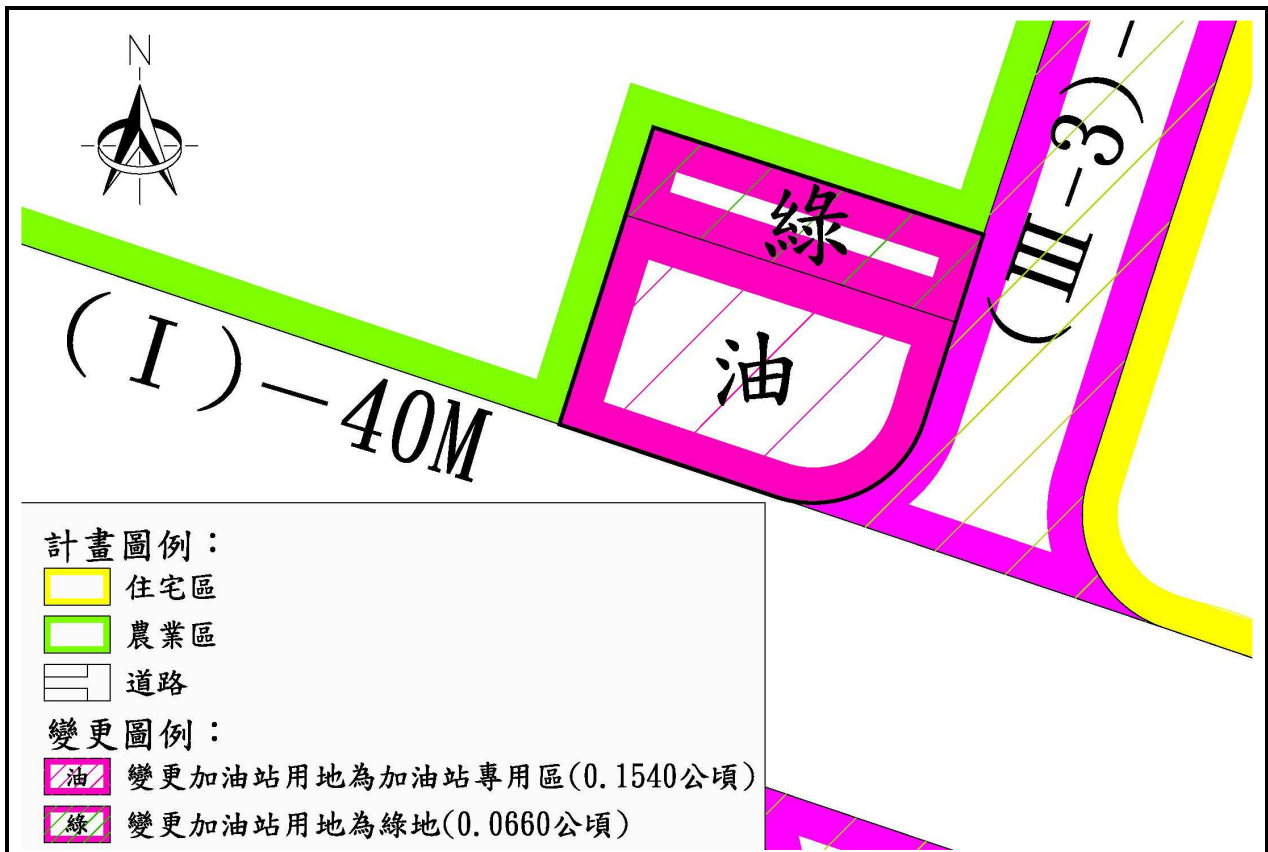 N
(III)-3(-
綠
油
(I)-40M
計畫圖例：
住宅區
農業區
道路
變更圖例：
油 變更加油站用地為加油站專用區(0.1540公頃)
綠 變更加油站用地為綠地(0.0660公頃)